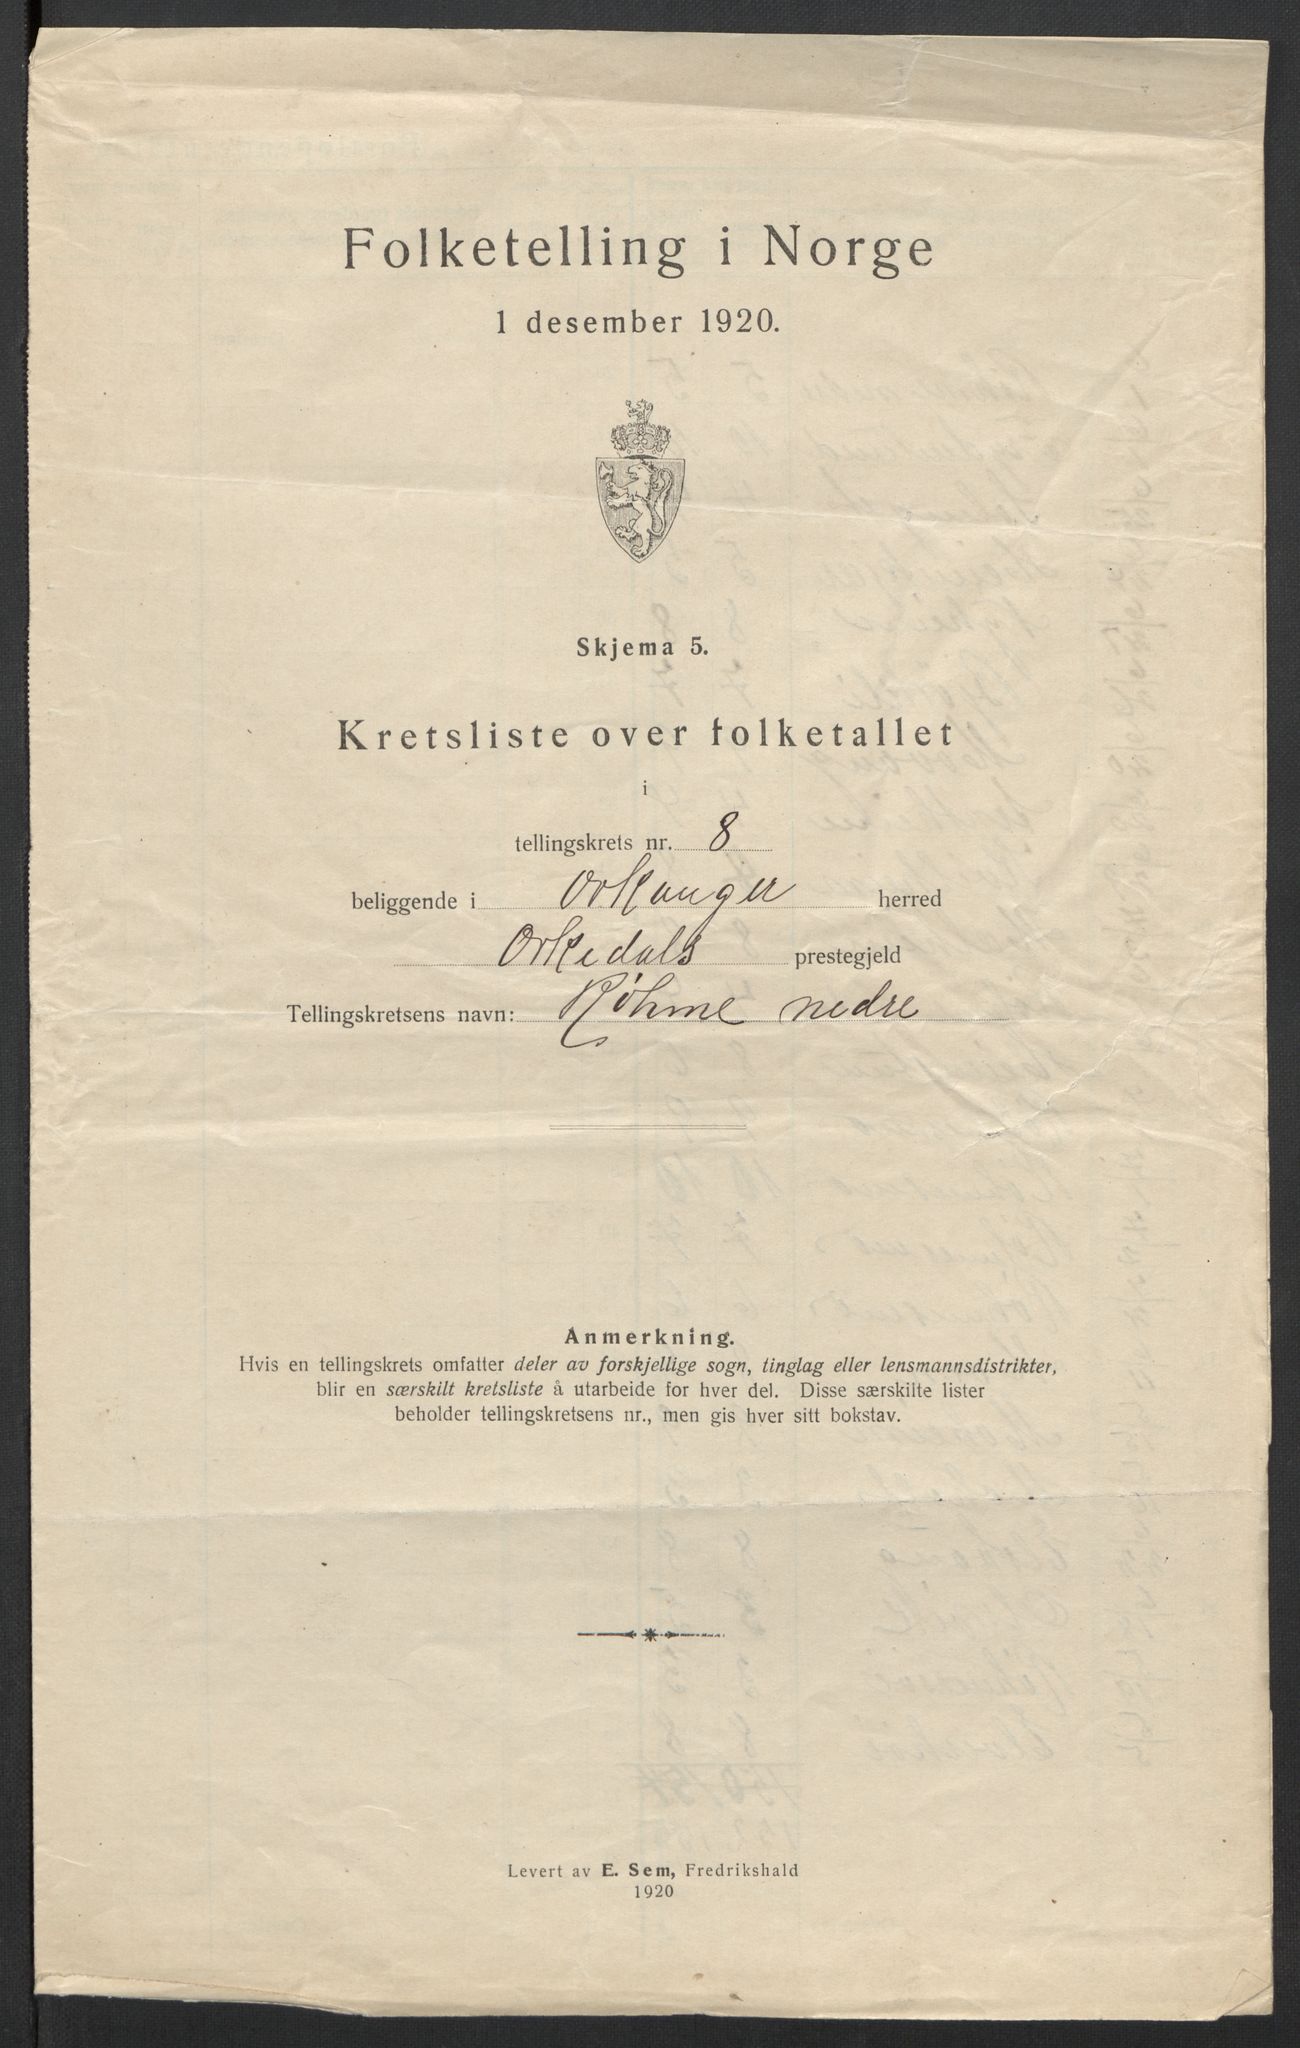 Folketelling i Norge
1 desember 1920.
Skjema 5.
Kretsliste over folketallet
i
tellingskrets nr. 8
beliggende i Orkanger herred
Orkedals prestegjeld
Tellingskretsens navn: Røhme nedre
Anmerkning.
Hvis en tellingskrets omfatter deler av forskjellige sogn, tinglag eller lensmannsdistrikter,
blir en særskilt kretsliste å utarbeide for hver del. Disse særskilte lister
beholder tellingskretsens nr., men gis hver sitt bokstav.
Levert av E. Sem, Fredrikshald
1920